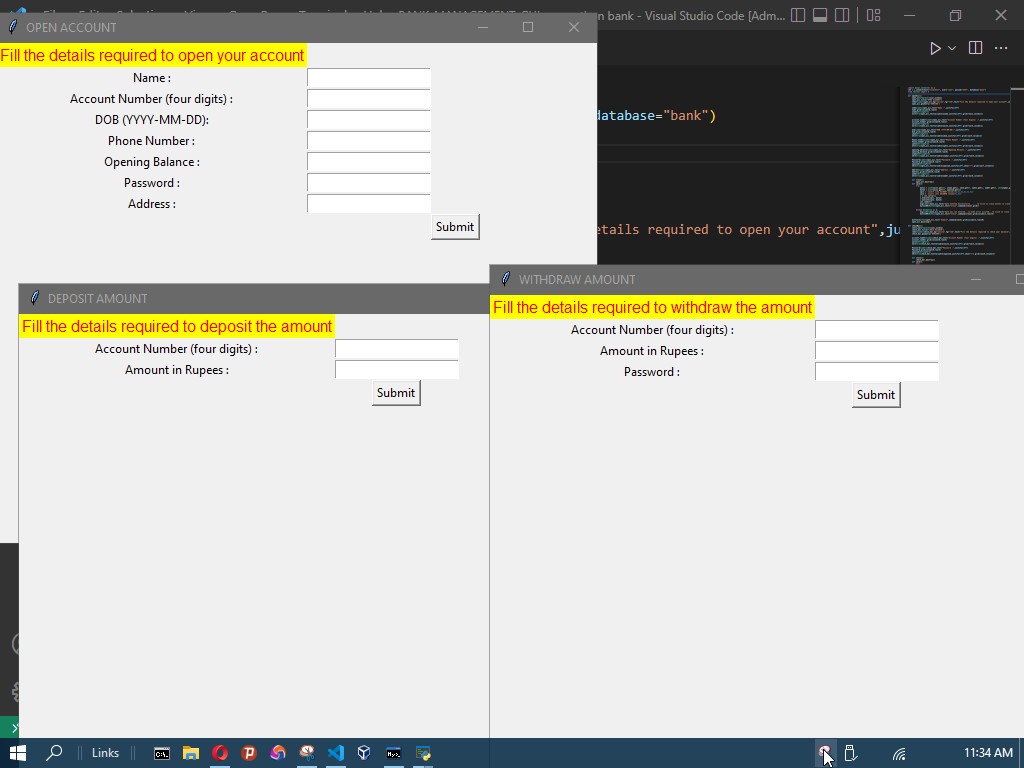 OPEN ACCOUNT
Visual Studio Code [Adm...
Fill the details required to open your account
Name :
Account Number (four digits) :
DOB (YYYY-MM-DD):
Phone Number :
Opening Balance :
Password :
Address :
Submit
database="bank")
etails required to open your account",ju
DEPOSIT AMOUNT
Fill the details required to deposit the amount
Account Number (four digits) :
Amount in Rupees :
Submit
WITHDRAW AMOUNT
Fill the details required to withdraw the amount
Account Number (four digits) :
Amount in Rupees :
Password :
Submit
Links
11:34 AM